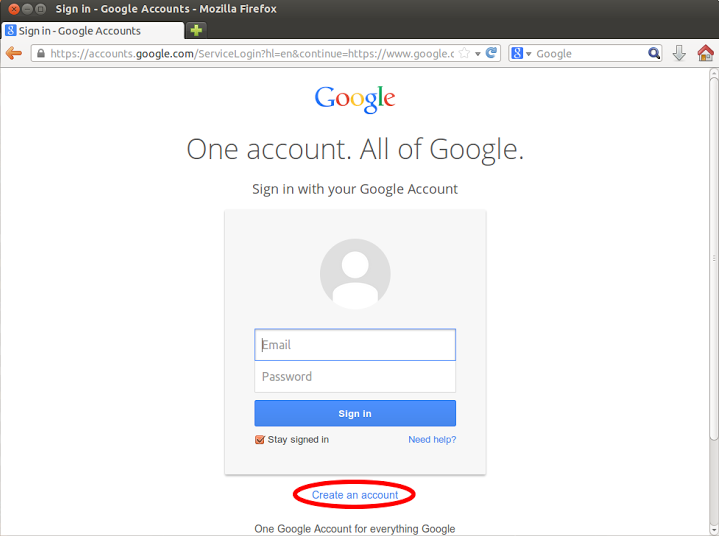 Sign in - Google Accounts - Mozilla Firefox
Sign in - Google Accounts
https://accounts.google.com/ServiceLogin?hl=en&continue=https://www.google.c
Google
Google
One account. All of Google.
Sign in with your Google Account
Email
Password
Sign in
Stay signed in
Need help?
Create an account
One Google Account for everything Google